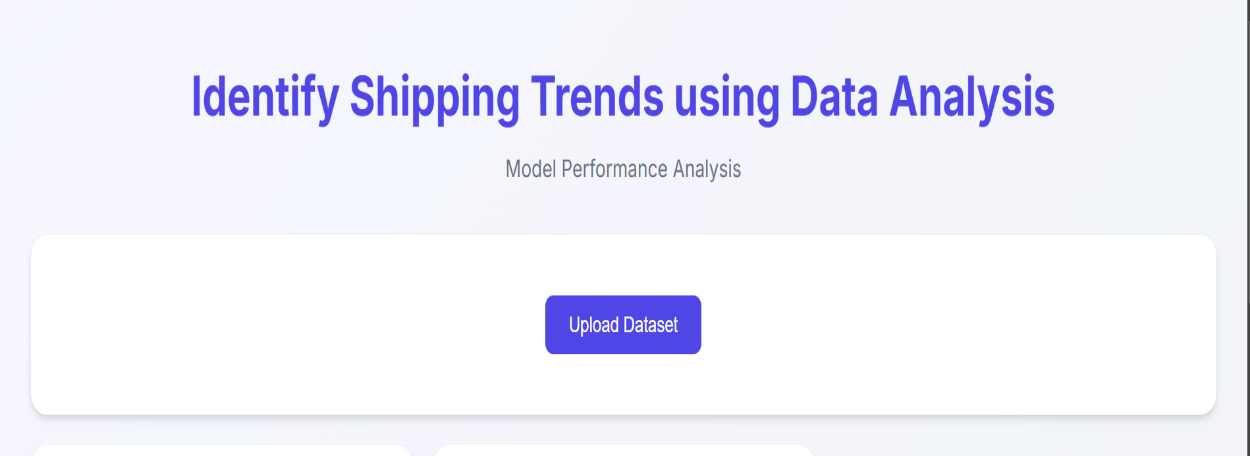 Identify Shipping Trends using Data Analysis
Model Performance Analysis
Upload Dataset